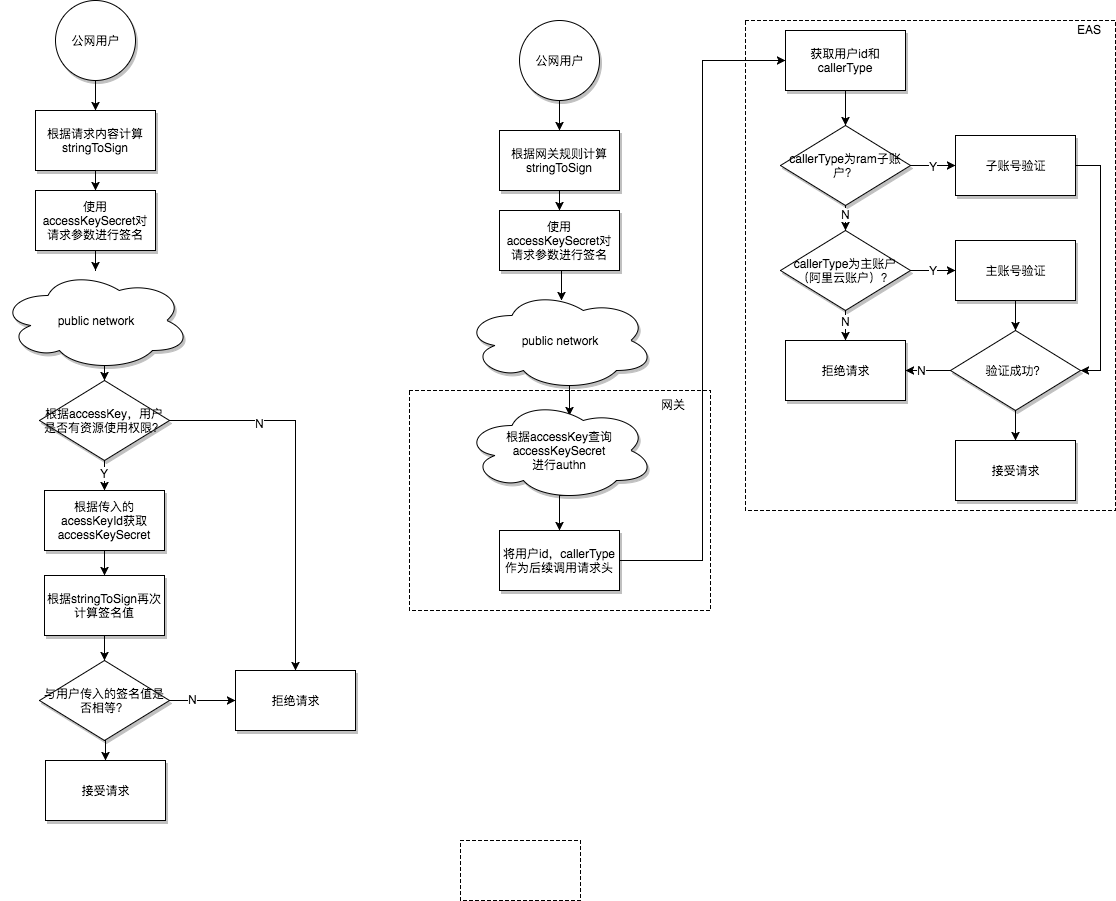 公网用户
根据请求内容计算
stringToSign
使用
accessKeySecret对
请求参数进行签名
public network
根据accessKey，用户
是否有资源使用权限?
N
Y
根据传入的
acessKeyId获取
accessKeySecret
根据stringToSign再次
计算签名值
与用户传入的签名值是
否相等?
N
拒绝请求
接受请求
公网用户
根据网关规则计算
stringToSign
使用
accessKeySecret对
请求参数进行签名
public network
网关
根据accessKey查询
accessKeySecret
进行authn
将用户id，callerType
作为后续调用请求头
EAS
获取用户id和
callerType
callerType为ram子账
户?
Y
子账号验证
N
callerType为主账户
（阿里云账户）?
Y
主账号验证
N
拒绝请求
N
验证成功?
接受请求